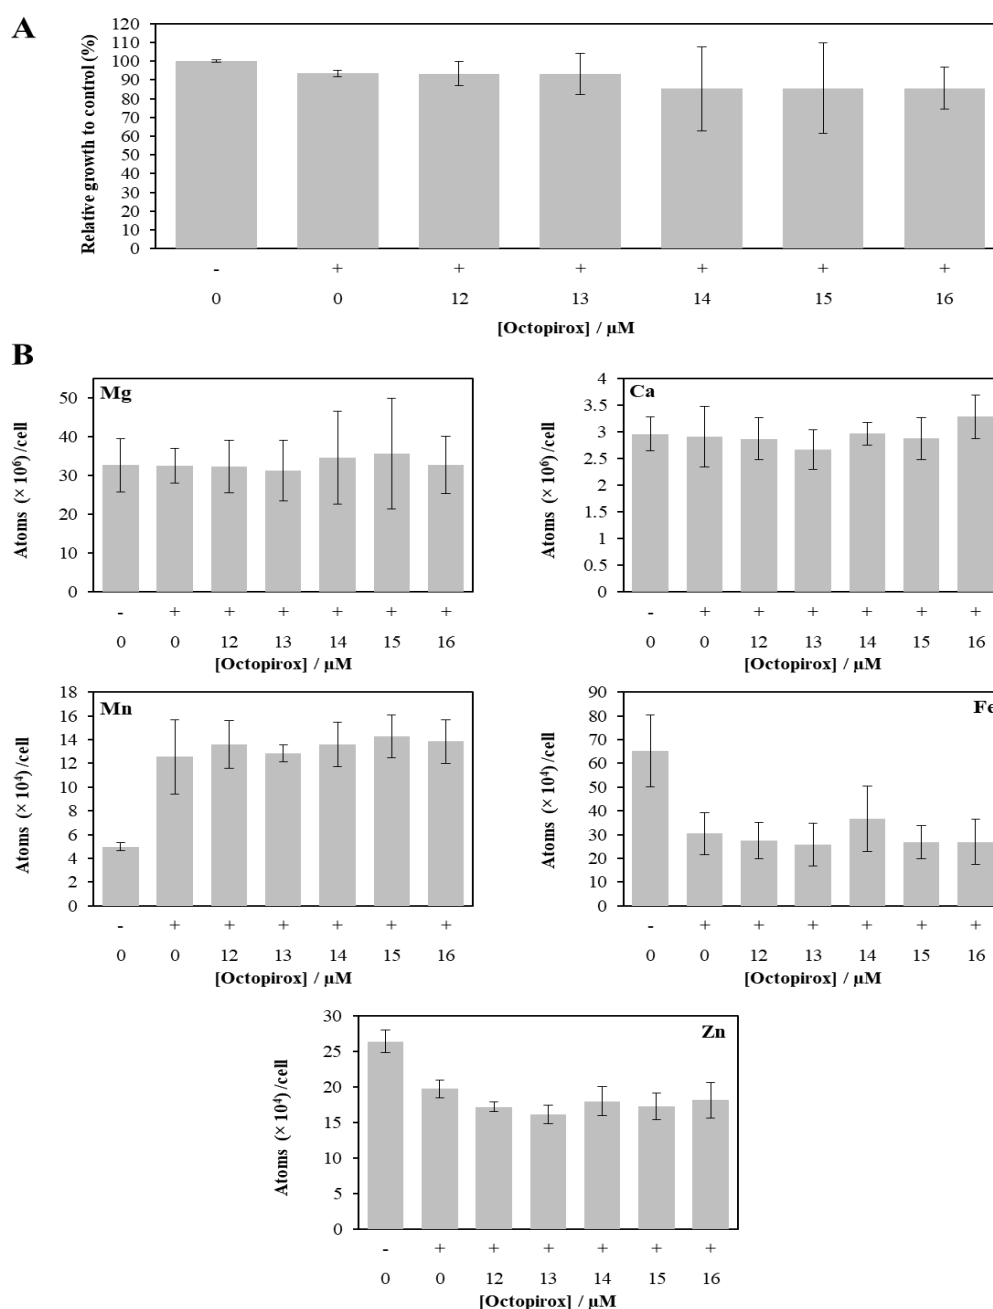 A
Relative growth to control (%)
120
110
100
90
80
70
60
50
40
30
20
10
0
- + + + + + +
0 0 12 13 14 15 16
[Octopirox] / µM
B
Mg
Atoms (× 10⁶) /cell
50
40
30
20
10
0
- + + + + + +
0 0 12 13 14 15 16
[Octopirox] / µM
Ca
Atoms (× 10⁶) /cell
4
3.5
3
2.5
2
1.5
1
0.5
0
- + + + + + +
0 0 12 13 14 15 16
[Octopirox] / µM
Mn
Atoms (× 10⁴) /cell
18
16
14
12
10
8
6
4
2
0
- + + + + + +
0 0 12 13 14 15 16
[Octopirox] / µM
Fe
Atoms (× 10⁴) /cell
90
80
70
60
50
40
30
20
10
0
- + + + + + +
0 0 12 13 14 15 16
[Octopirox] / µM
Zn
Atoms (× 10⁴) /cell
30
25
20
15
10
5
0
- + + + + + +
0 0 12 13 14 15 16
[Octopirox] / µM